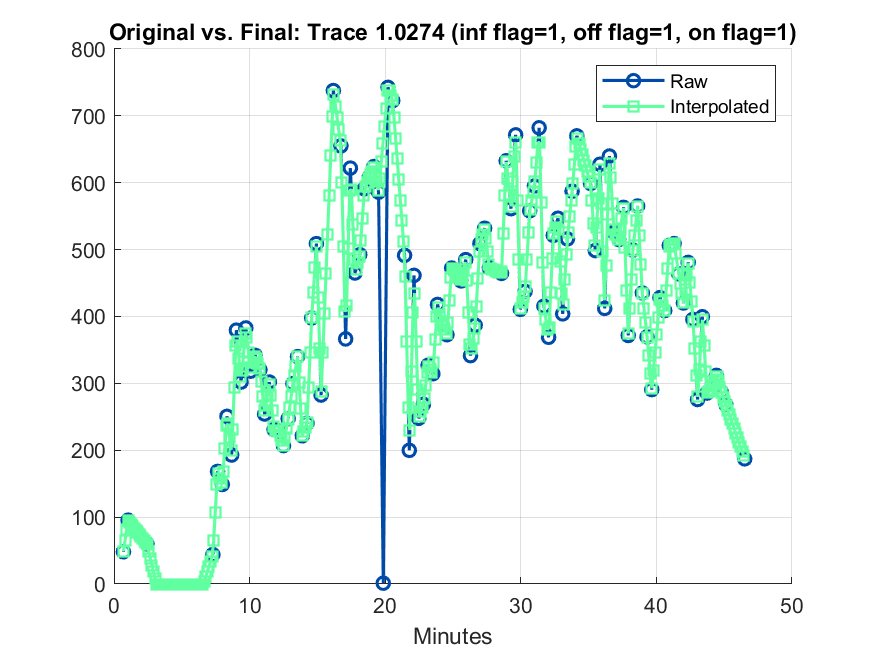 Original vs. Final: Trace 1.0274 (inf flag=1, off flag=1, on flag=1)
800
700
600
500
400
300
200
100
0
0 10 20 30 40 50
Minutes
Raw
Interpolated